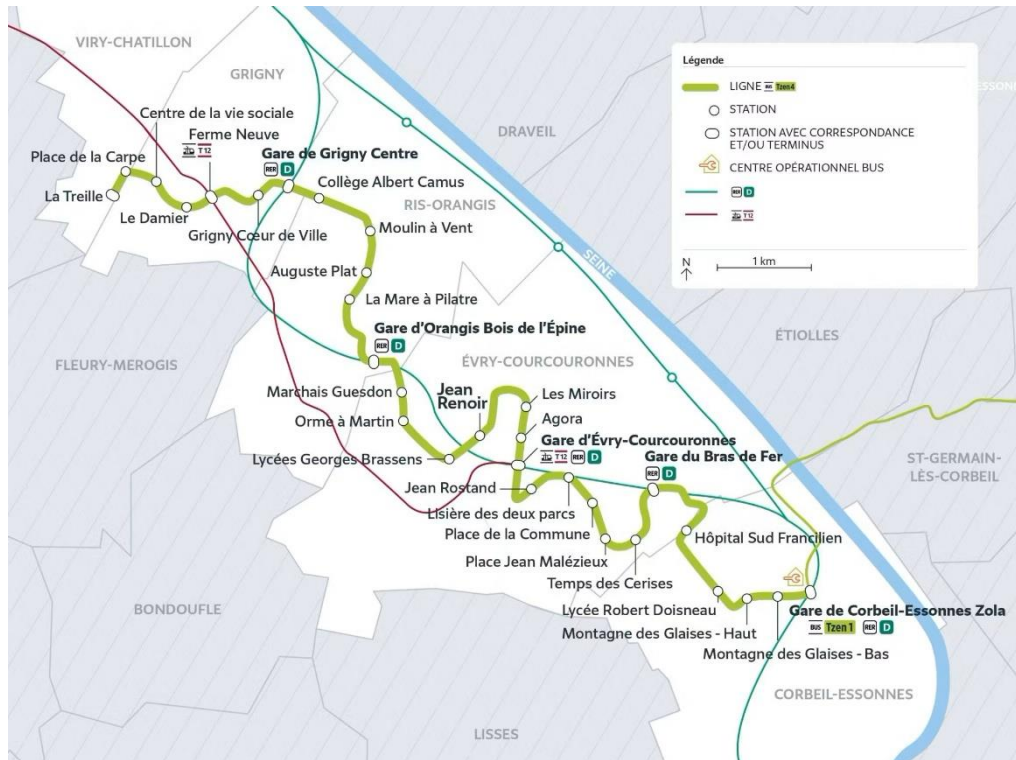 VIRY-CHATILLON
GRIGNY
Centre de la vie sociale
Ferme Neuve
T12
Place de la Carpe
Gare de Grigny Centre
RER D
La Treille
Collège Albert Camus
Le Damier
RIS-ORANGIS
Grigny Cœur de Ville
Moulin à Vent
Auguste Plat
La Mare à Pilatre
DRAVEIL
SEINE
Gare d'Orangis Bois de l'Épine
RER D
FLEURY-MEROGIS
ÉVRY-COURCOURONNES
ÉTIOLLES
Marchais Guesdon
Jean
Renoir
Les Miroirs
Orme à Martin
Agora
Gare d'Évry-Courcouronnes
T12 RER D
Lycées Georges Brassens
Gare du Bras de Fer
RER D
ST-GERMAIN-
LÈS-CORBEIL
Jean Rostand
Lisière des deux parcs
Place de la Commune
Hôpital Sud Francilien
Place Jean Malézieux
Temps des Cerises
BONDOUFLE
Lycée Robert Doisneau
Gare de Corbeil-Essonnes Zola
BUS Tzen 1 RER D
Montagne des Glaises - Haut
Montagne des Glaises - Bas
CORBEIL-ESSONNES
LISSES
Légende
LIGNE BUS Tzen4
STATION
STATION AVEC CORRESPONDANCE
ET/OU TERMINUS
CENTRE OPÉRATIONNEL BUS
RER D
T12
N
1 km